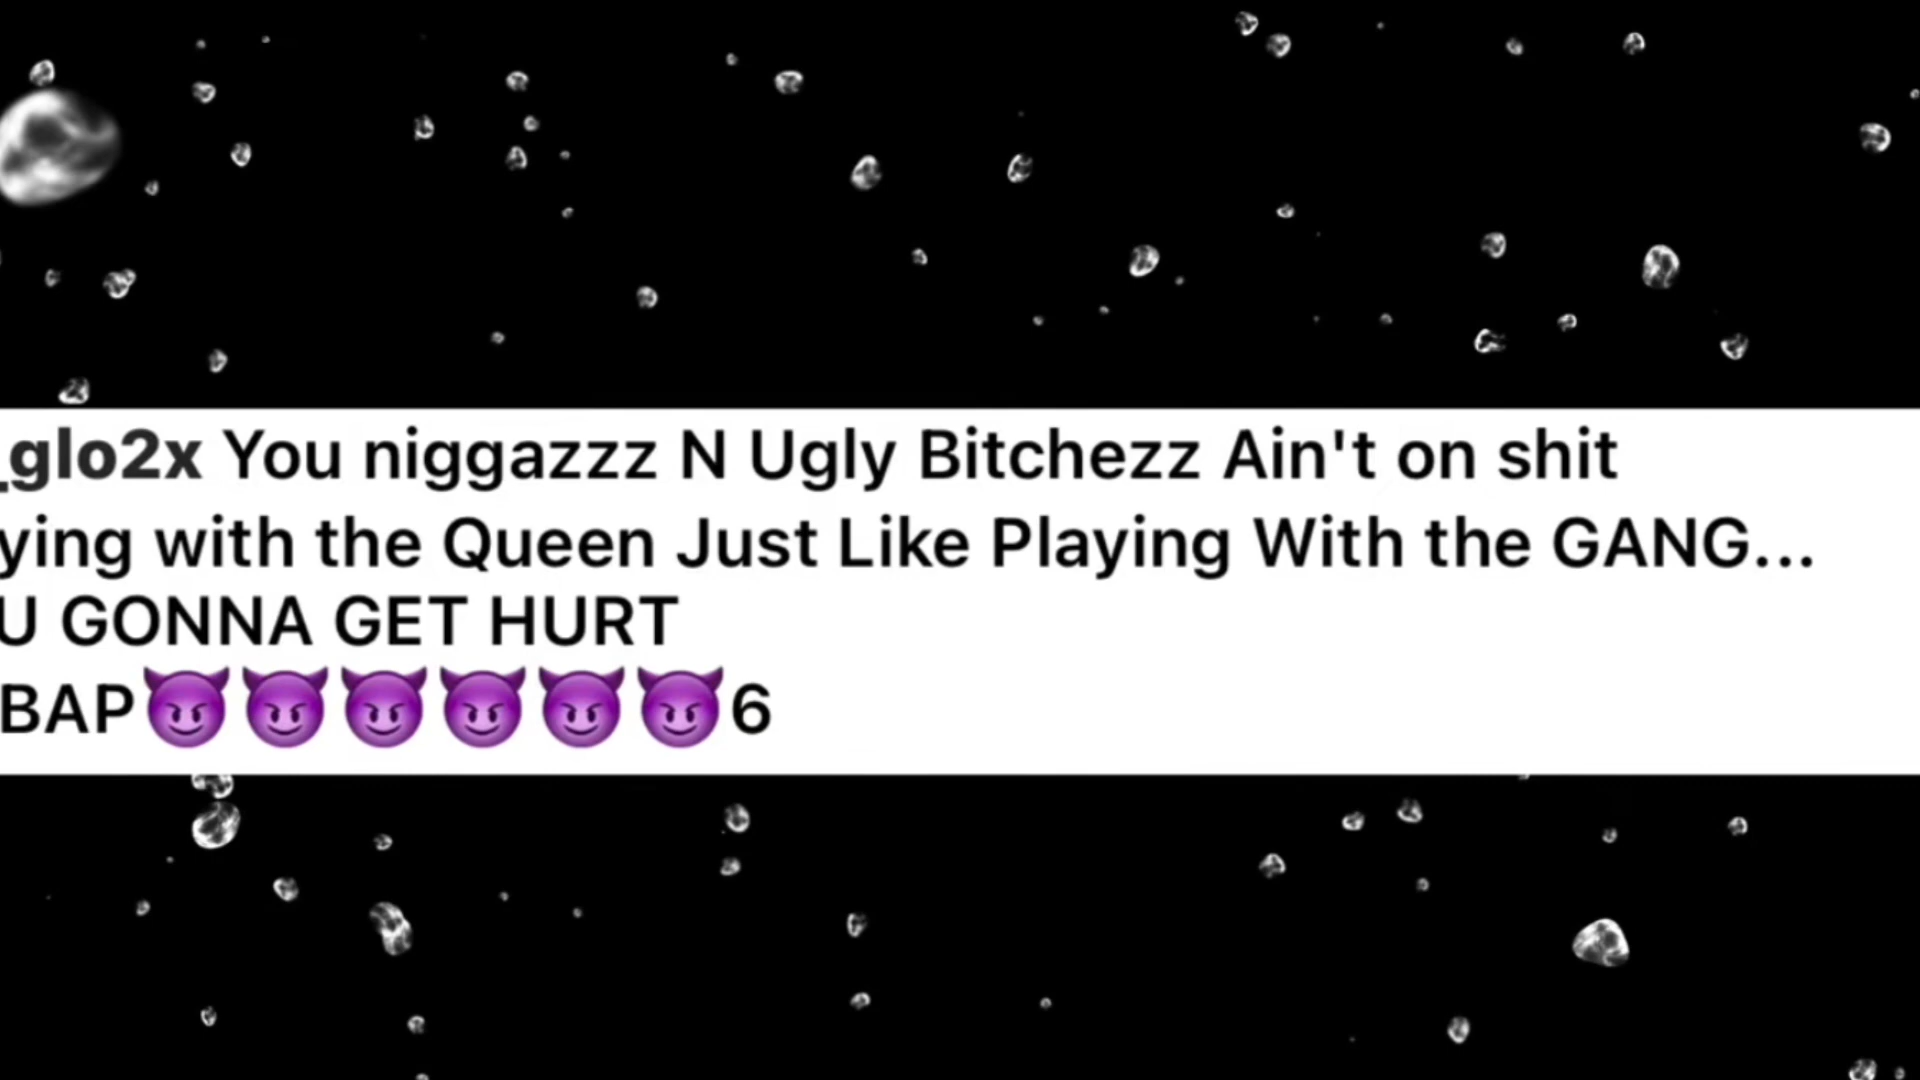 _glo2x You niggazzz N Ugly Bitchezz Ain't on shit
ying with the Queen Just Like Playing With the GANG...
U GONNA GET HURT
BAP😈😈😈😈😈😈6